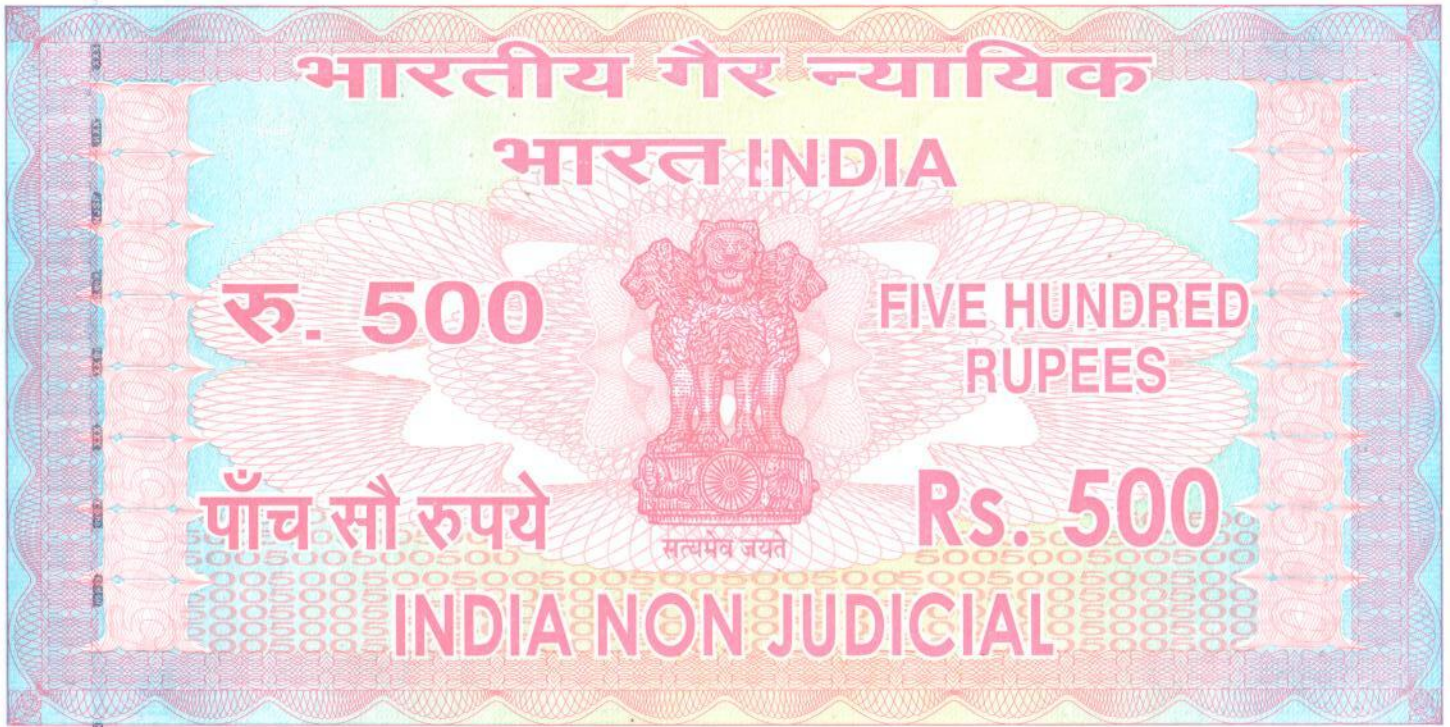 भारतीय गैर न्यायिक
भारत INDIA
रु. 500
FIVE HUNDRED
RUPEES
पाँच सौ रुपये
Rs. 500
सत्यमेव जयते
INDIA NON JUDICIAL